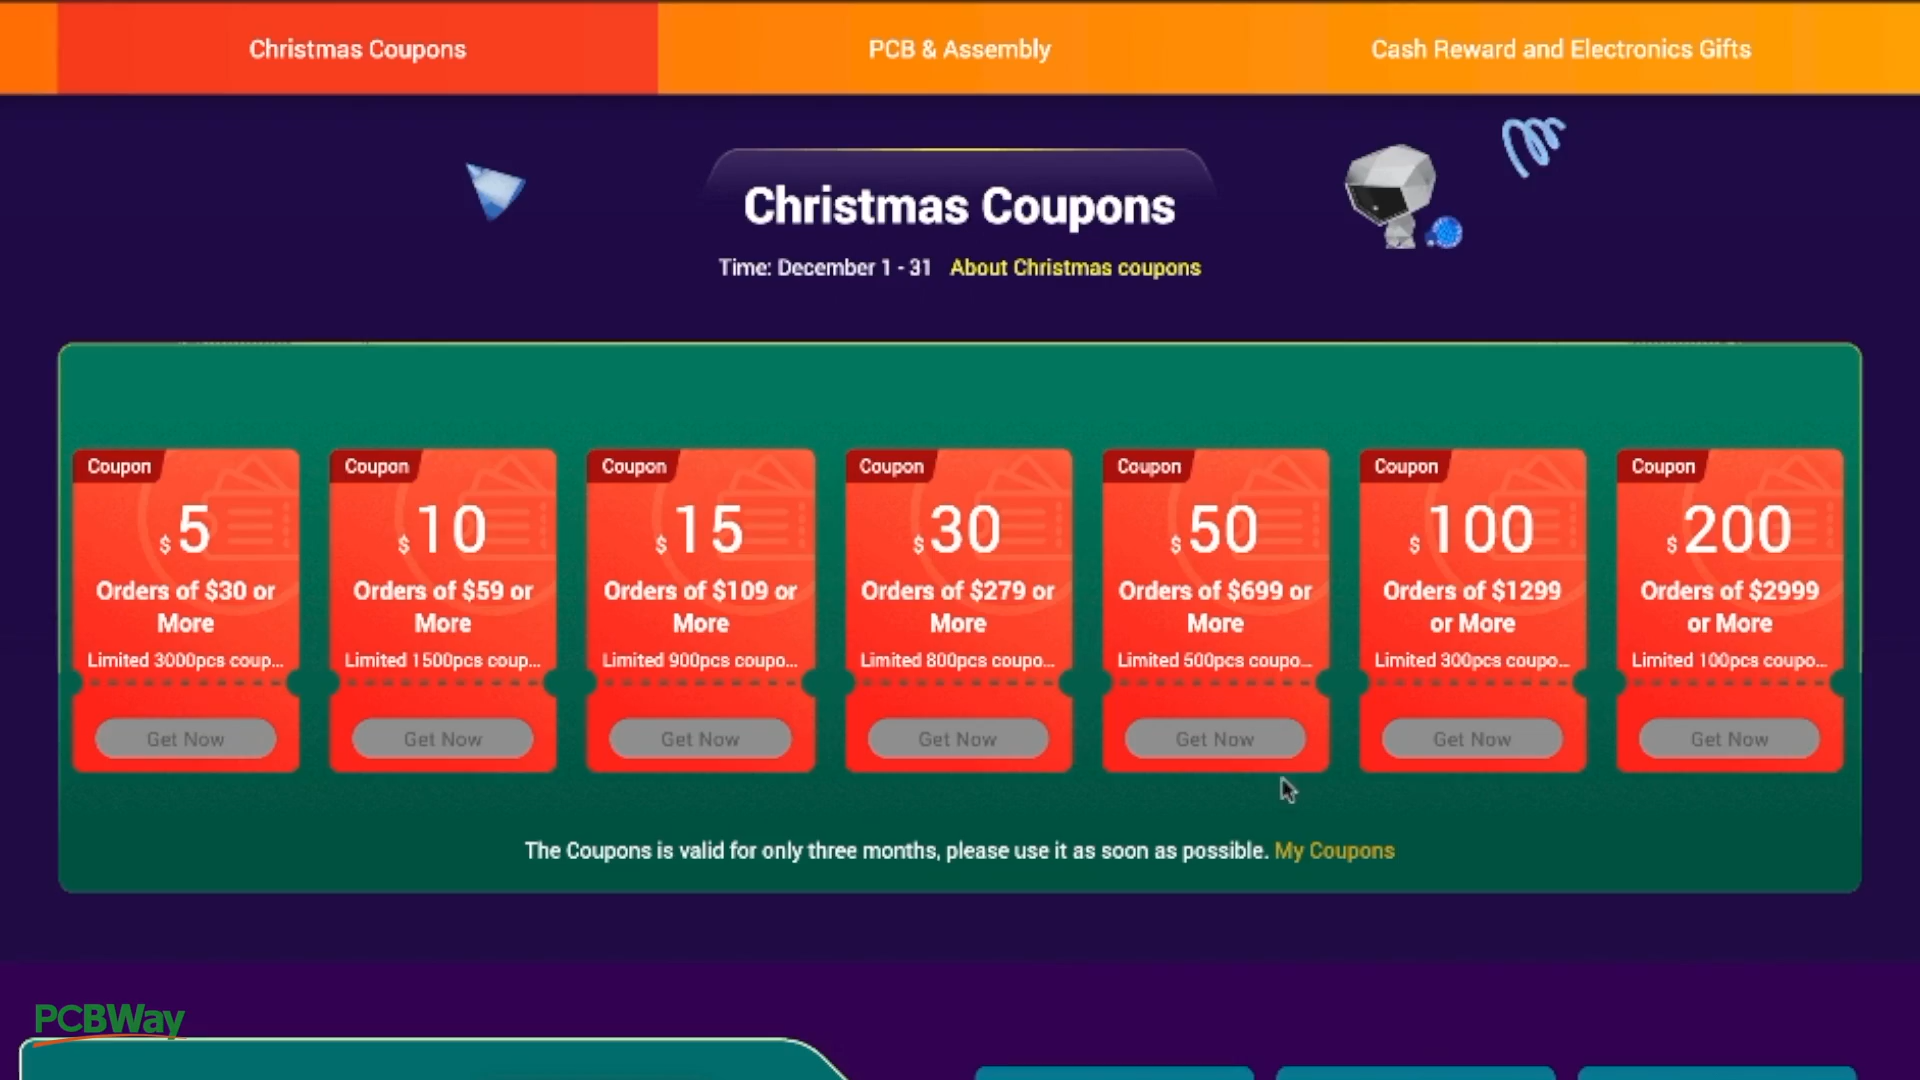 Christmas Coupons
PCB & Assembly
Cash Reward and Electronics Gifts
Christmas Coupons
Time: December 1 - 31 About Christmas coupons
Coupon
$5
Orders of $30 or
More
Limited 3000pcs coup...
Get Now
Coupon
$10
Orders of $59 or
More
Limited 1500pcs coup...
Get Now
Coupon
$15
Orders of $109 or
More
Limited 900pcs coupo...
Get Now
Coupon
$30
Orders of $279 or
More
Limited 800pcs coupo...
Get Now
Coupon
$50
Orders of $699 or
More
Limited 500pcs coupo...
Get Now
Coupon
$100
Orders of $1299
or More
Limited 300pcs coupo...
Get Now
Coupon
$200
Orders of $2999
or More
Limited 100pcs coupo...
Get Now
The Coupons is valid for only three months, please use it as soon as possible. My Coupons
PCBWay